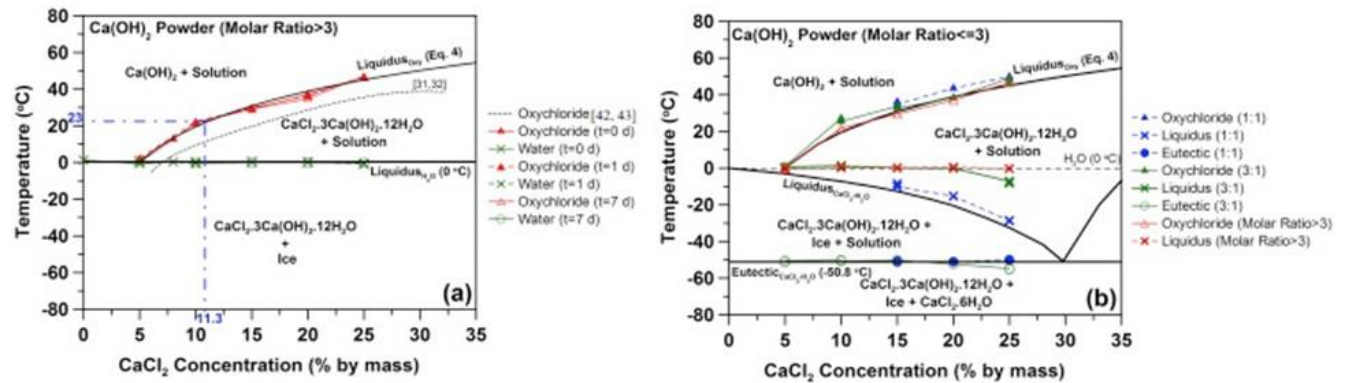 Ca(OH)2 Powder (Molar Ratio>3)
Ca(OH)2 + Solution
LiquidusOxy (Eq. 4)
[31,32]
CaCl2.3Ca(OH)2.12H2O
+ Solution
LiquidusH2O (0 °C)
CaCl2.3Ca(OH)2.12H2O
+
Ice
(a)
23
11.3
80
60
40
20
0
-20
-40
-60
-80
0 5 10 15 20 25 30 35
Temperature (°C)
CaCl2 Concentration (% by mass)
Oxychloride[42, 43]
Oxychloride (t=0 d)
Water (t=0 d)
Oxychloride (t=1 d)
Water (t=1 d)
Oxychloride (t=7 d)
Water (t=7 d)
Ca(OH)2 Powder (Molar Ratio<=3)
Ca(OH)2 + Solution
LiquidusOxy (Eq. 4)
CaCl2.3Ca(OH)2.12H2O
+ Solution
H2O (0 °C)
LiquidusCaCl2-H2O
CaCl2.3Ca(OH)2.12H2O +
Ice + Solution
EutecticCaCl2-H2O (-50.8 °C)
CaCl2.3Ca(OH)2.12H2O +
Ice + CaCl2.6H2O
(b)
80
60
40
20
0
-20
-40
-60
-80
0 5 10 15 20 25 30 35
Temperature (°C)
CaCl2 Concentration (% by mass)
Oxychloride (1:1)
Liquidus (1:1)
Eutectic (1:1)
Oxychloride (3:1)
Liquidus (3:1)
Eutectic (3:1)
Oxychloride (Molar Ratio>3)
Liquidus (Molar Ratio>3)